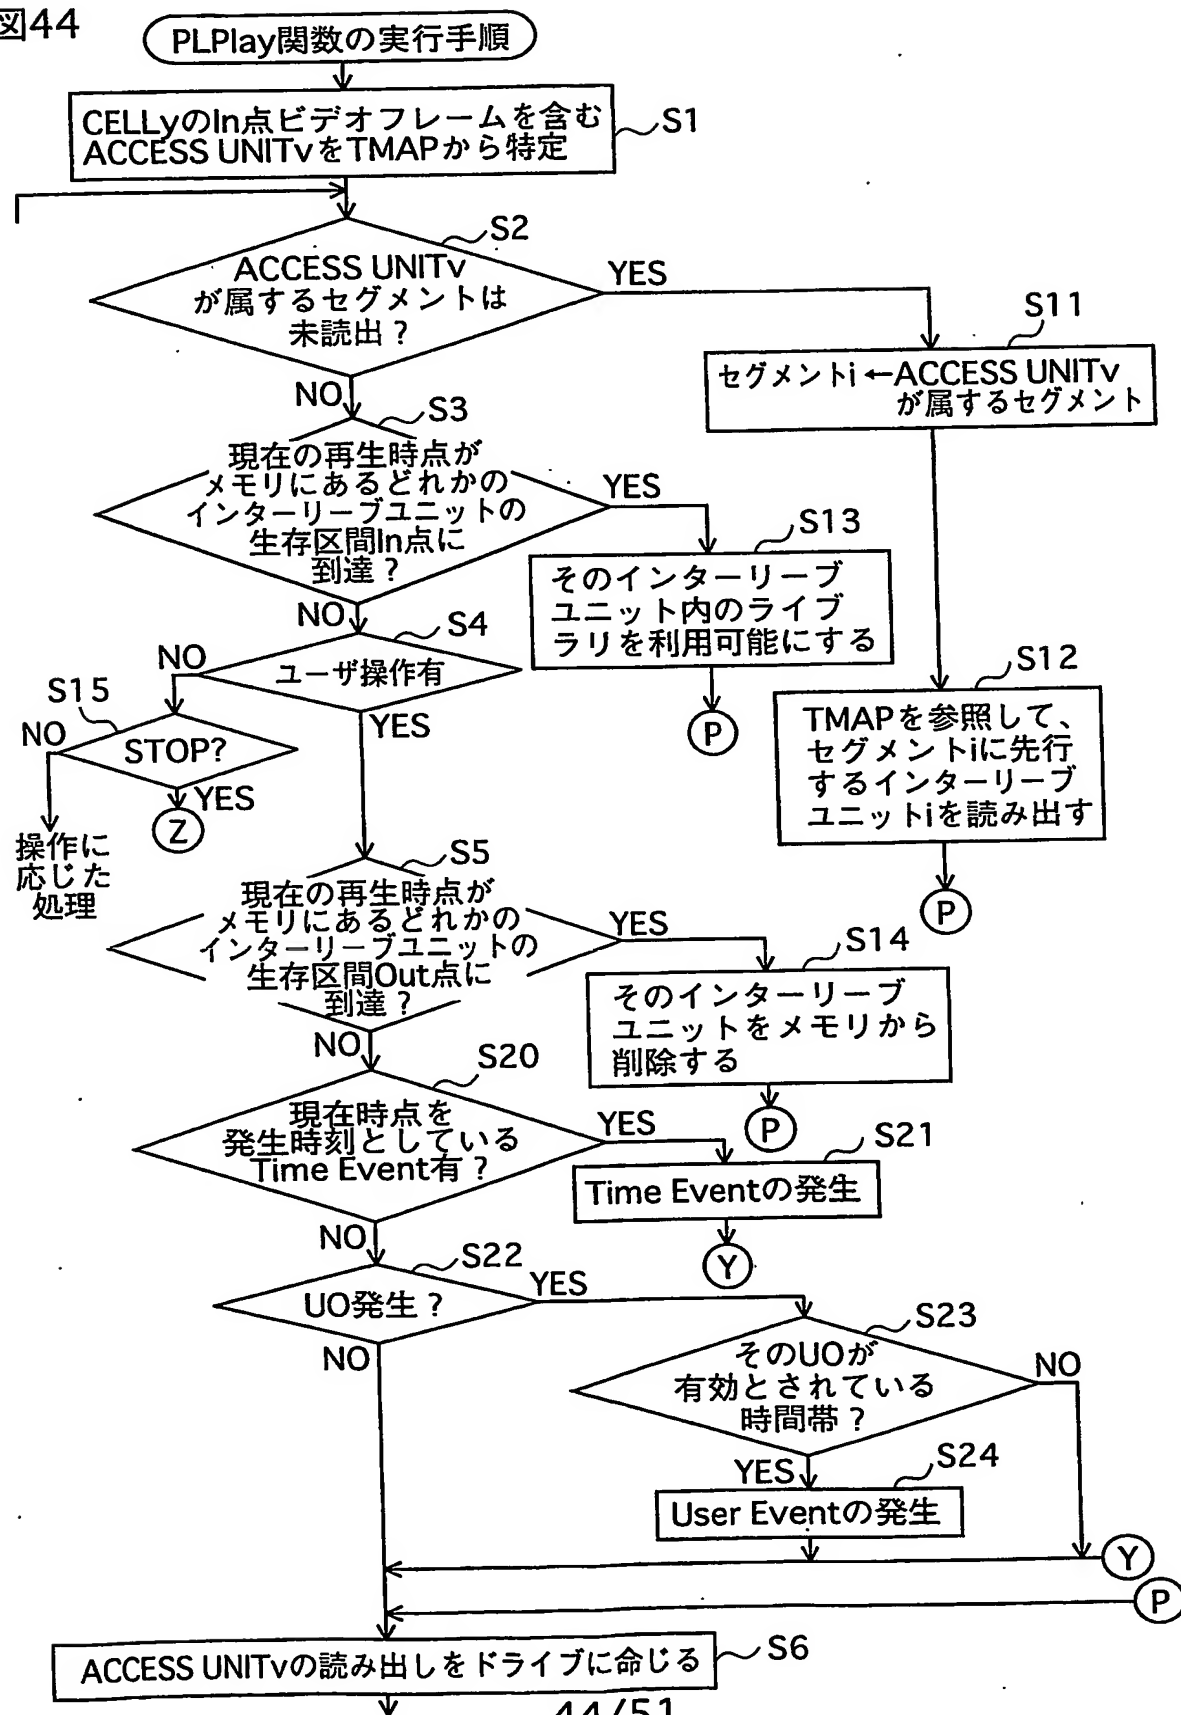 図44
PLPlay関数の実行手順
CELLyのIn点ビデオフレームを含む
ACCESS UNITvをTMAPから特定
S1
S2
ACCESS UNITv
が属するセグメントは
未読出?
YES
NO
S11
セグメントi←ACCESS UNITv
が属するセグメント
S3
現在の再生時点が
メモリにあるどれかの
インターリーブユニットの
生存区間In点に
到達?
YES
NO
S13
そのインターリーブ
ユニット内のライブ
ラリを利用可能にする
P
S12
TMAPを参照して、
セグメントiに先行
するインターリーブ
ユニットiを読み出す
P
S4
ユーザ操作有
NO
YES
S15
STOP?
NO
YES
Z
操作に
応じた
処理
S5
現在の再生時点が
メモリにあるどれかの
インターリーブユニットの
生存区間Out点に
到達?
YES
NO
S14
そのインターリーブ
ユニットをメモリから
削除する
P
S20
現在時点を
発生時刻としている
Time Event有?
YES
NO
S21
Time Eventの発生
Y
S22
UO発生?
YES
NO
S23
そのUOが
有効とされている
時間帯?
NO
YES
S24
User Eventの発生
Y
P
S6
ACCESS UNITvの読み出しをドライブに命じる
44/51